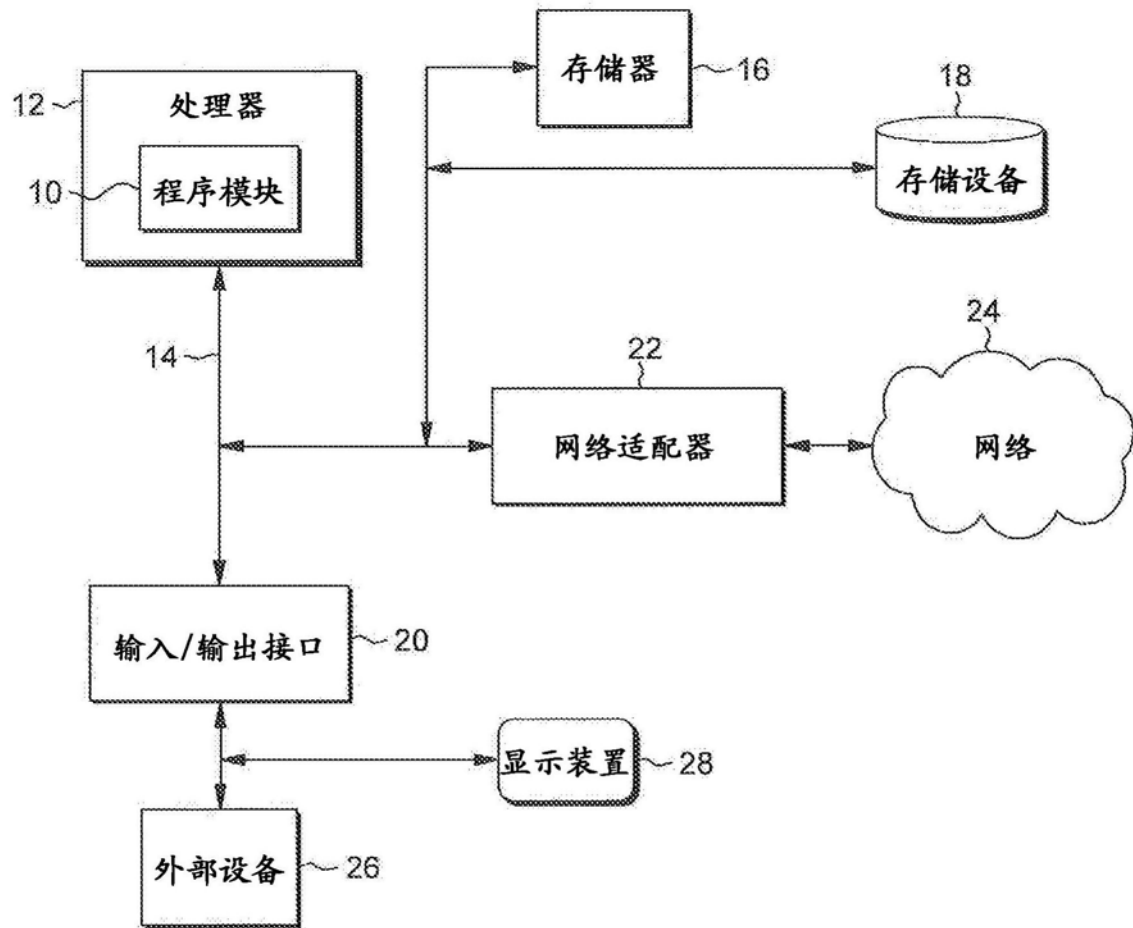 存储器
16
12
处理器
18
10
程序模块
存储设备
14
22
24
网络适配器
网络
输入/输出接口
20
显示装置
28
外部设备
26